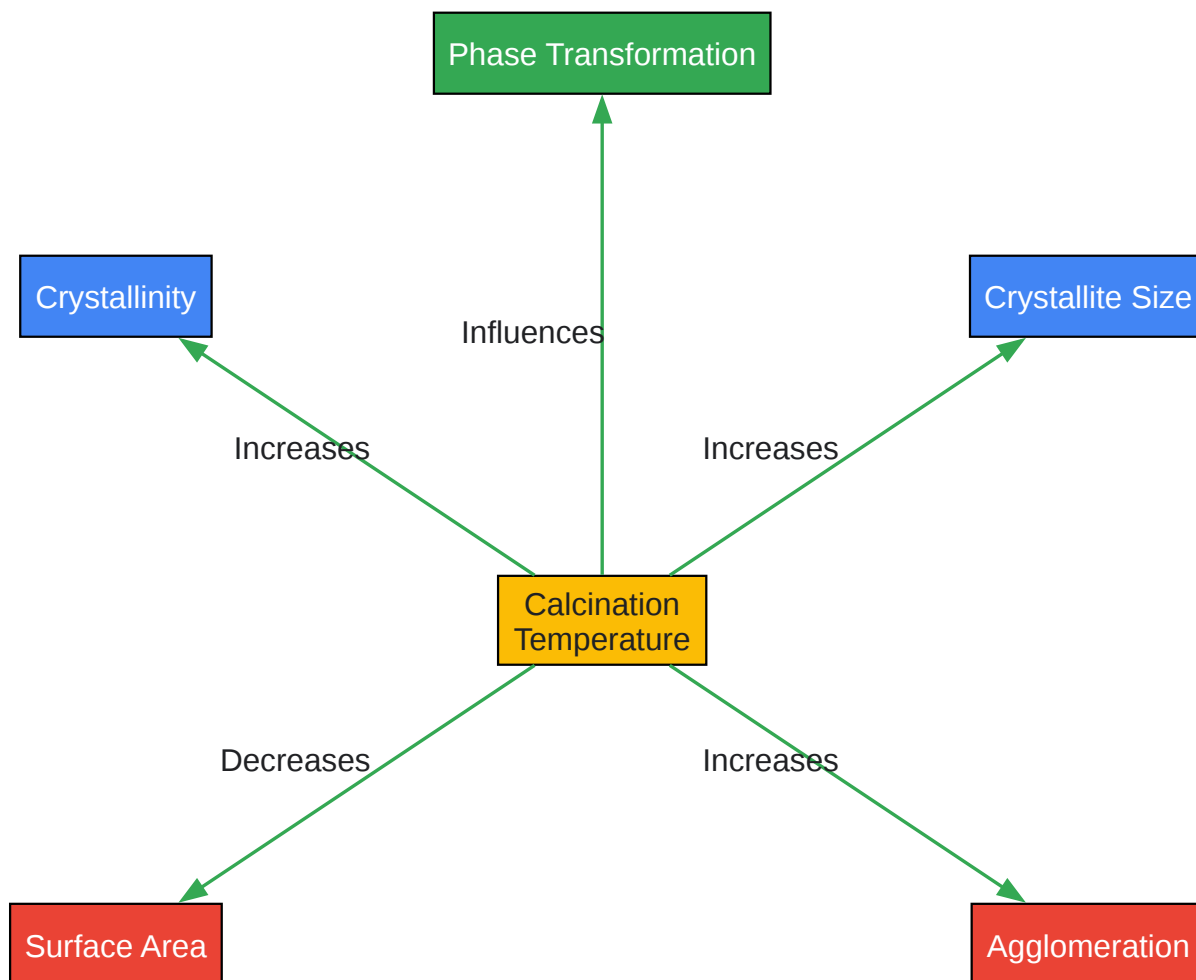 Phase Transformation
Crystallinity
Crystallite Size
Influences
Increases
Increases
Calcination
Temperature
Decreases
Increases
Surface Area
Agglomeration